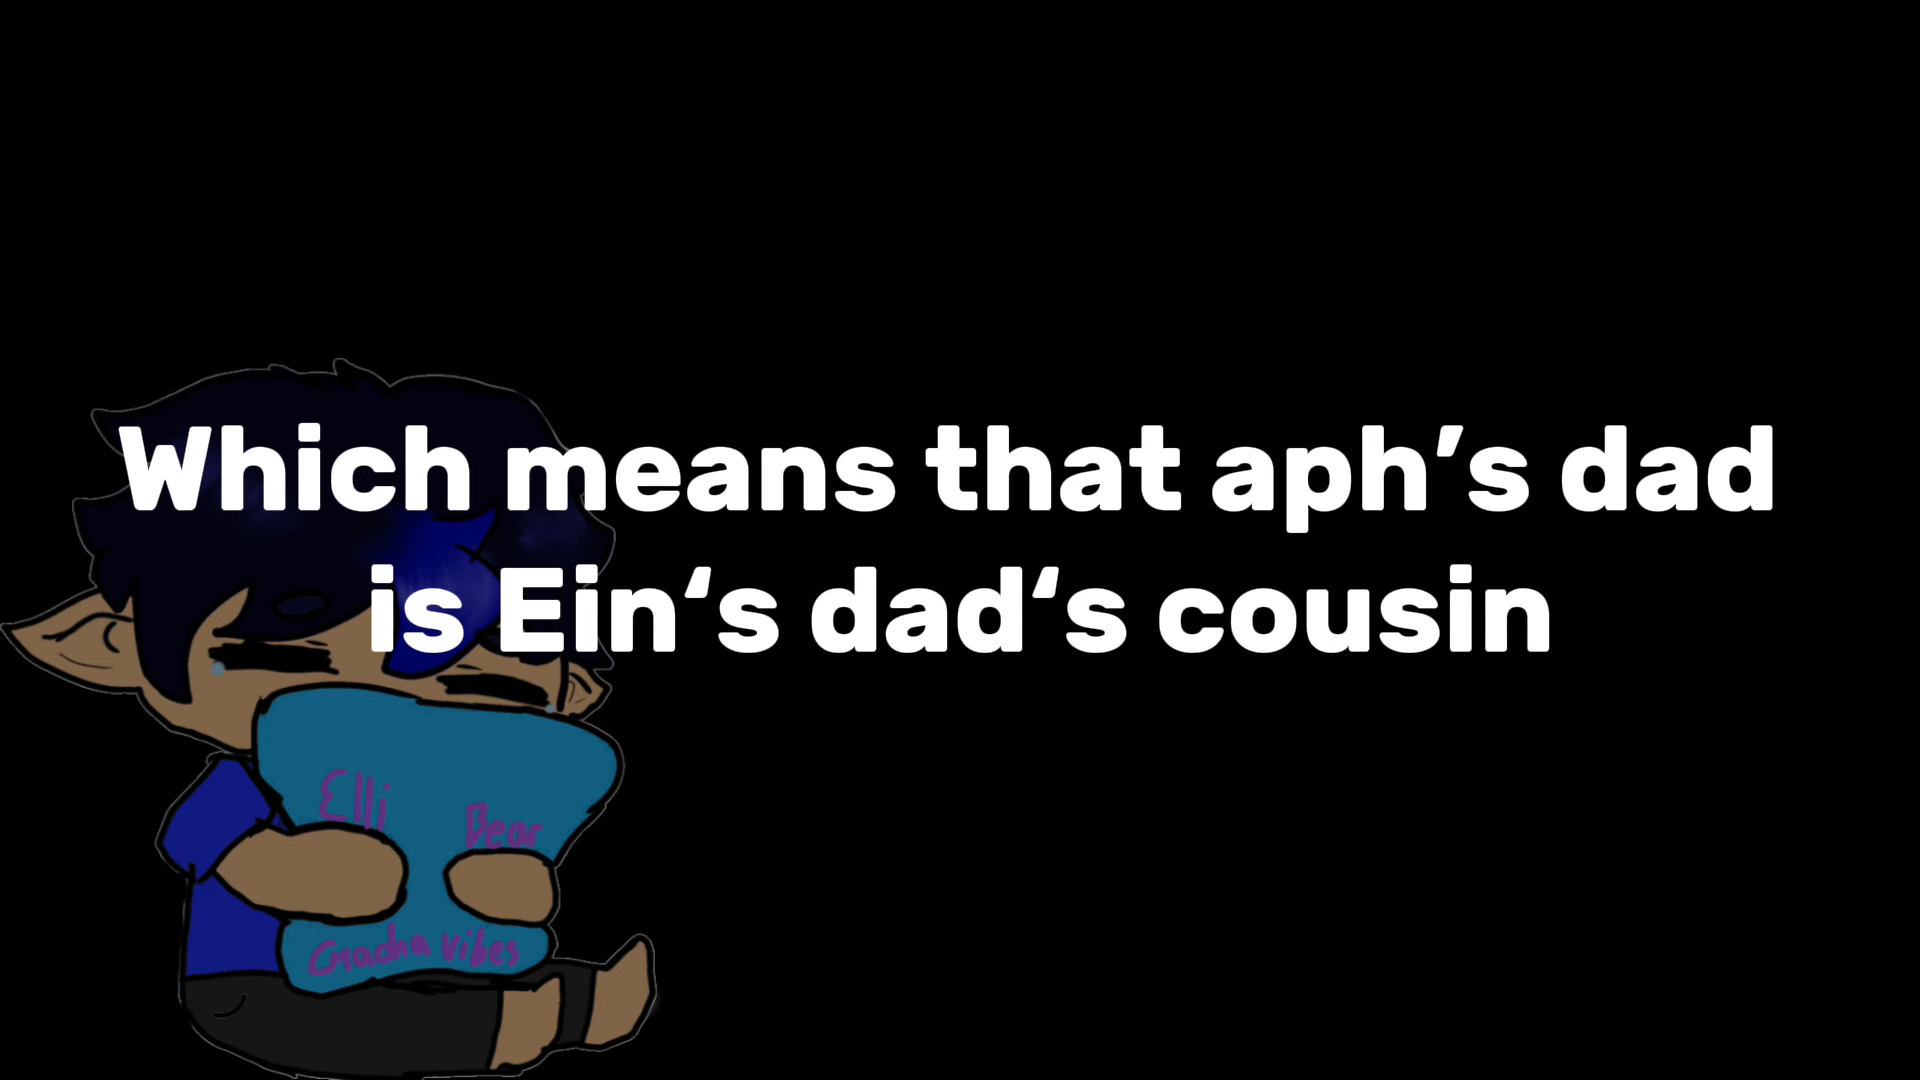 Which means that aph’s dad
is Ein‘s dad‘s cousin
Elli
Bear
Gacha vibes